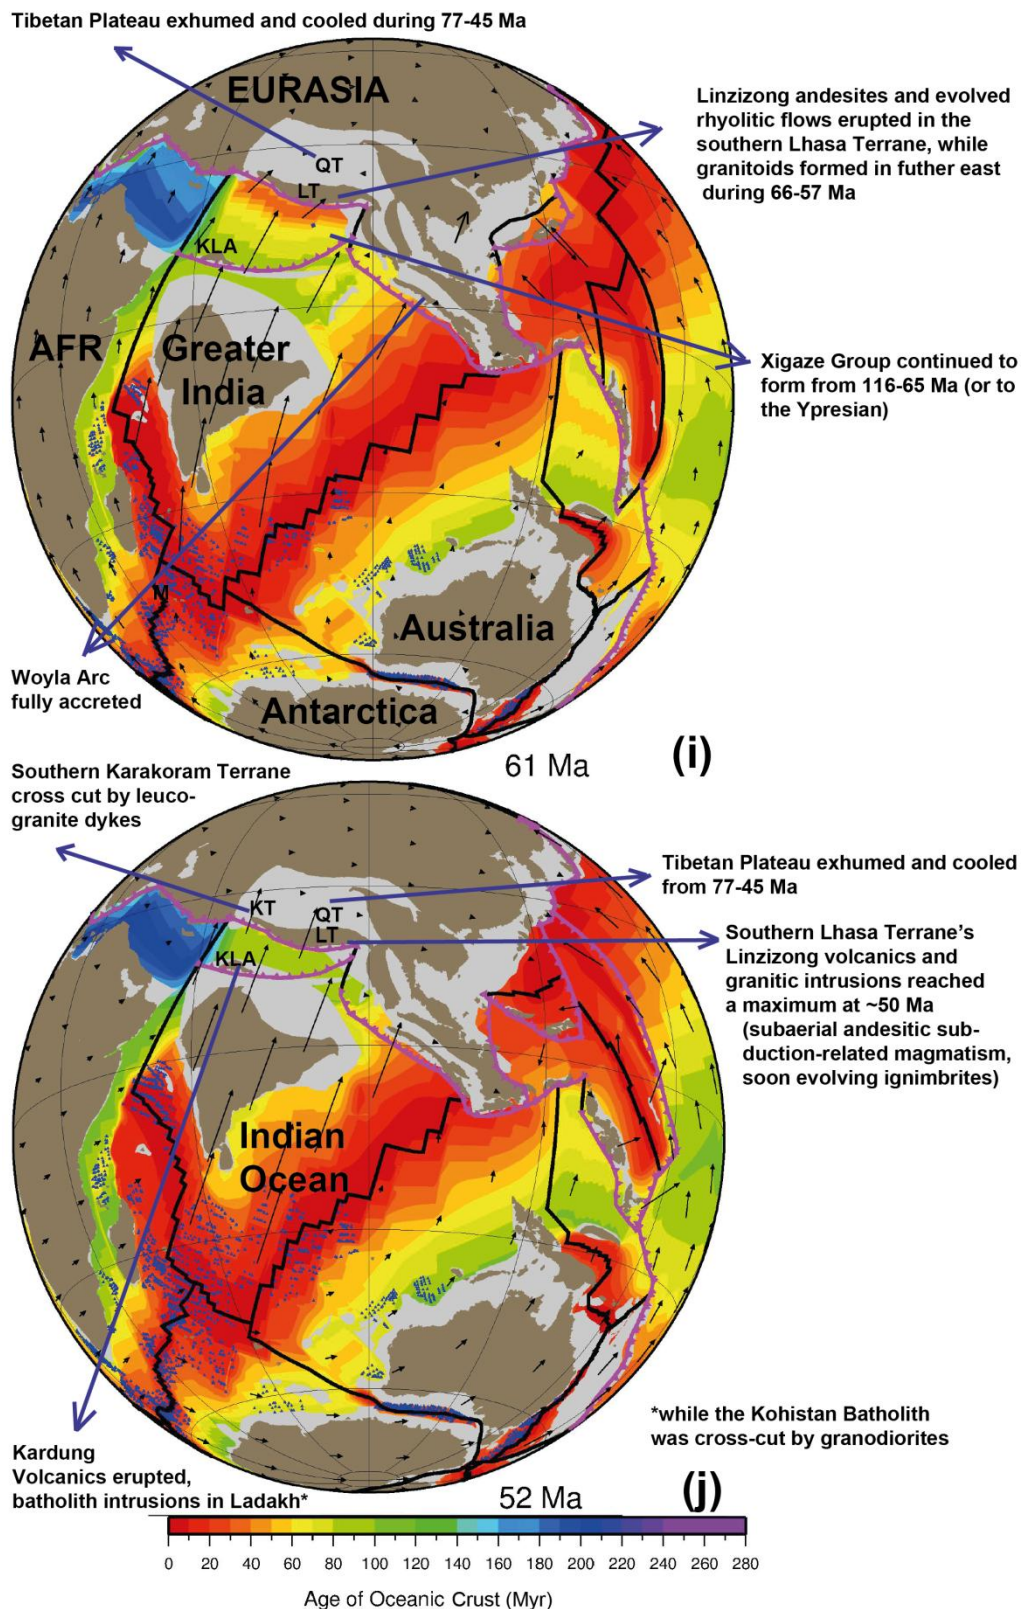 Tibetan Plateau exhumed and cooled during 77-45 Ma
EURASIA
Linzizong andesites and evolved
rhyolitic flows erupted in the
southern Lhasa Terrane, while
granitoids formed in futher east
during 66-57 Ma
QT
LT
KLA
AFR
Greater
India
Xigaze Group continued to
form from 116-65 Ma (or to
the Ypresian)
M
Australia
Woyla Arc
fully accreted
Antarctica
61 Ma
(i)
Southern Karakoram Terrane
cross cut by leuco-
granite dykes
Tibetan Plateau exhumed and cooled
from 77-45 Ma
KT
QT
LT
KLA
Southern Lhasa Terrane's
Linzizong volcanics and
granitic intrusions reached
a maximum at ~50 Ma
(subaerial andesitic sub-
duction-related magmatism,
soon evolving ignimbrites)
Indian
Ocean
*while the Kohistan Batholith
was cross-cut by granodiorites
Kardung
Volcanics erupted,
batholith intrusions in Ladakh*
52 Ma
(j)
0 20 40 60 80 100 120 140 160 180 200 220 240 260 280
Age of Oceanic Crust (Myr)